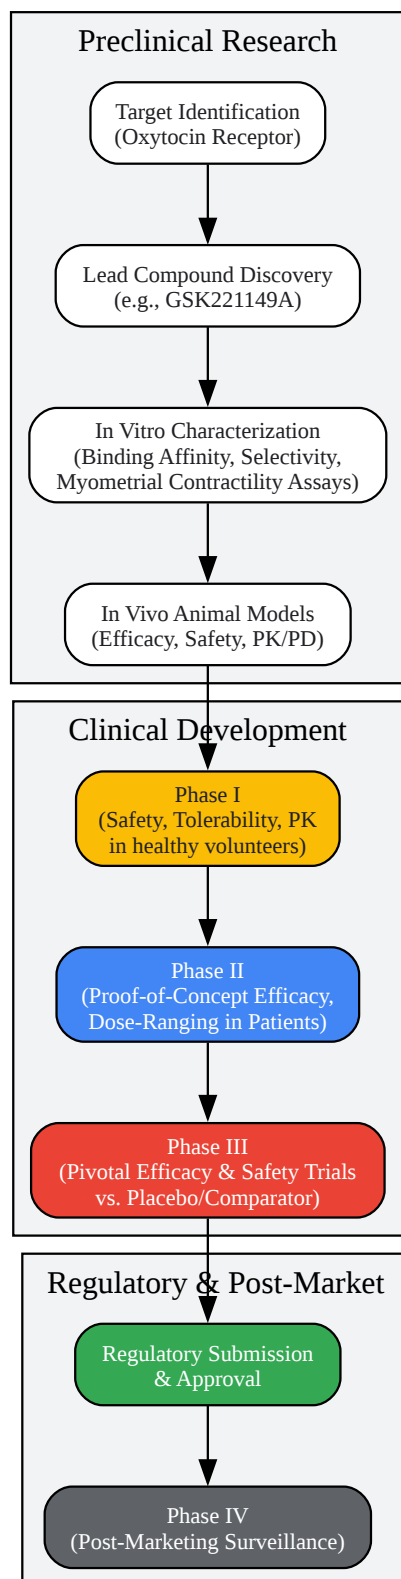 Preclinical Research
Target Identification
(Oxytocin Receptor)
Lead Compound Discovery
(e.g., GSK221149A)
In Vitro Characterization
(Binding Affinity, Selectivity,
Myometrial Contractility Assays)
In Vivo Animal Models
(Efficacy, Safety, PK/PD)
Clinical Development
Phase I
(Safety, Tolerability, PK
in healthy volunteers)
Phase II
(Proof-of-Concept Efficacy,
Dose-Ranging in Patients)
Phase III
(Pivotal Efficacy & Safety Trials
vs. Placebo/Comparator)
Regulatory & Post-Market
Regulatory Submission
& Approval
Phase IV
(Post-Marketing Surveillance)